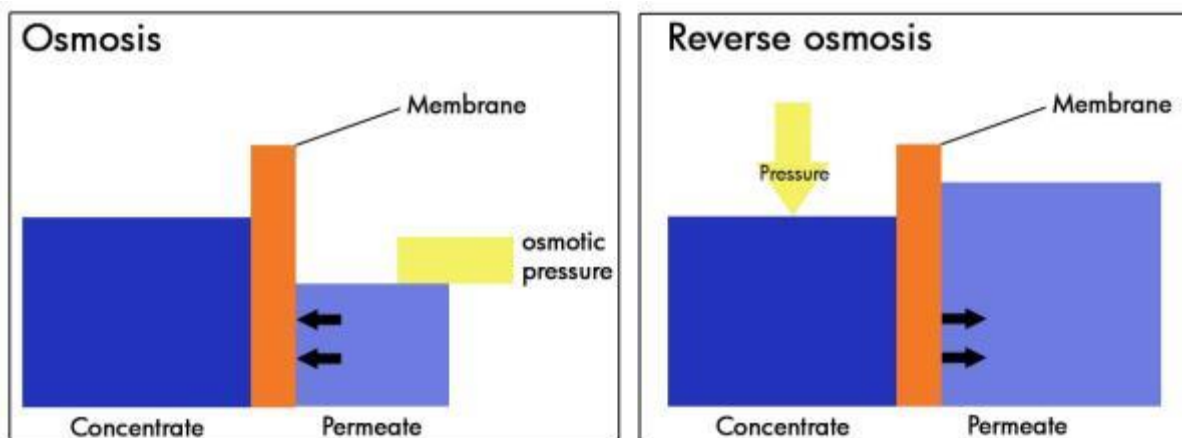 Osmosis
Membrane
osmotic
pressure
Concentrate
Permeate
Reverse osmosis
Membrane
Pressure
Concentrate
Permeate